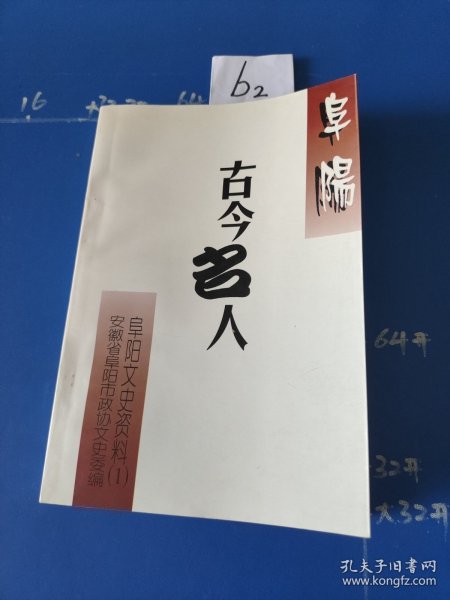 b2
16
64
阜陽
古今名人
阜阳文史资料(1)
安徽省阜阳市政协文史委编
64开
32开
大32开
孔夫子旧书网
www.kongfz.com